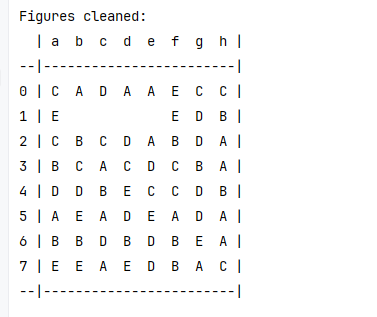 Figures cleaned:
  | a b c d e f g h |
--|-----------------------|
0 | C A D A A E C C |
1 | E         E D B |
2 | C B C D A B D A |
3 | B C A C D C B A |
4 | D D B E C C D B |
5 | A E A D E A D A |
6 | B B D B D B E A |
7 | E E A E D B A C |
--|-----------------------|